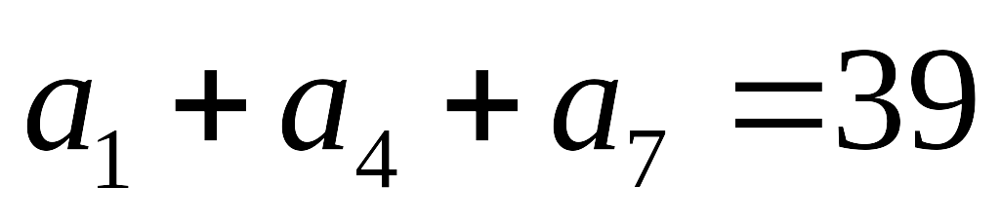 a₁ + a₄ + a₇ = 39